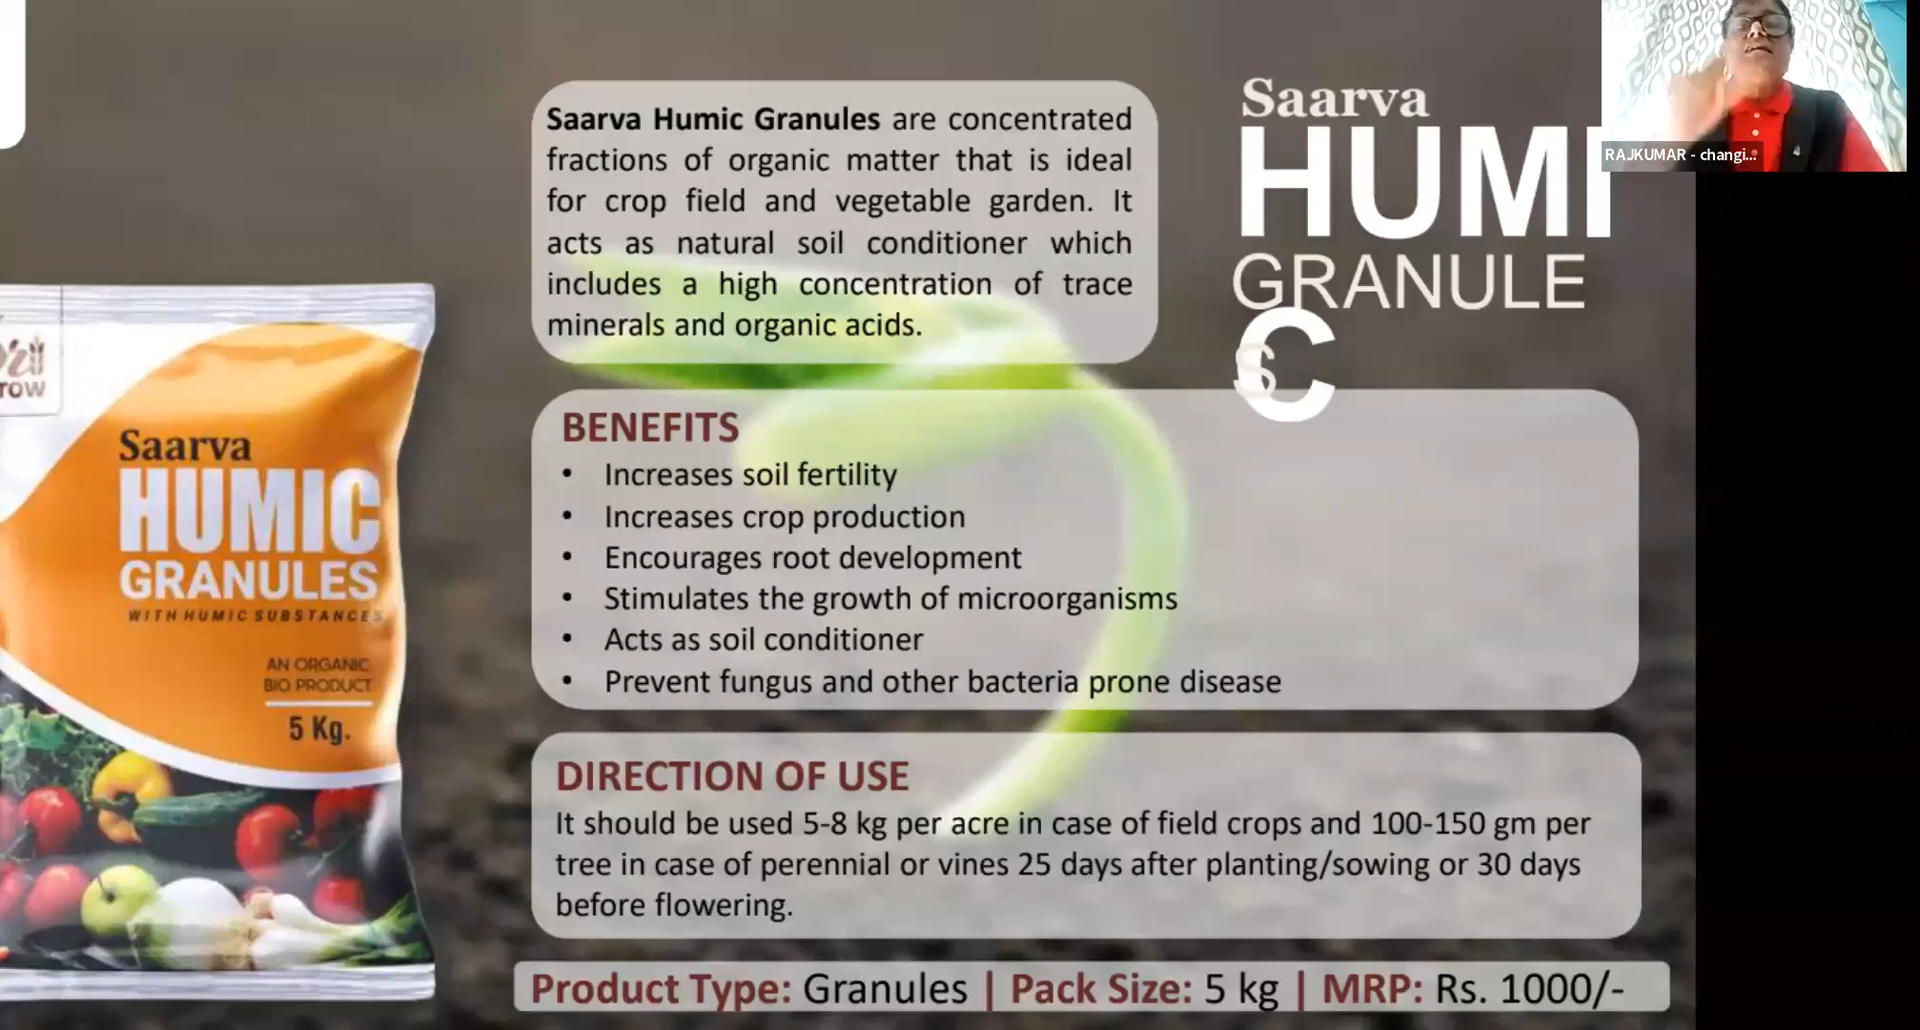 Saarva Humic Granules are concentrated
fractions of organic matter that is ideal
for crop field and vegetable garden. It
acts as natural soil conditioner which
includes a high concentration of trace
minerals and organic acids.
Saarva
HUMI
C
GRANULE
S
RAJKUMAR - changi...
BENEFITS
• Increases soil fertility
• Increases crop production
• Encourages root development
• Stimulates the growth of microorganisms
• Acts as soil conditioner
• Prevent fungus and other bacteria prone disease
DIRECTION OF USE
It should be used 5-8 kg per acre in case of field crops and 100-150 gm per
tree in case of perennial or vines 25 days after planting/sowing or 30 days
before flowering.
Product Type: Granules | Pack Size: 5 kg | MRP: Rs. 1000/-
TOW
Saarva
HUMIC
GRANULES
WITH HUMIC SUBSTANCES
AN ORGANIC
BIO PRODUCT
5 Kg.